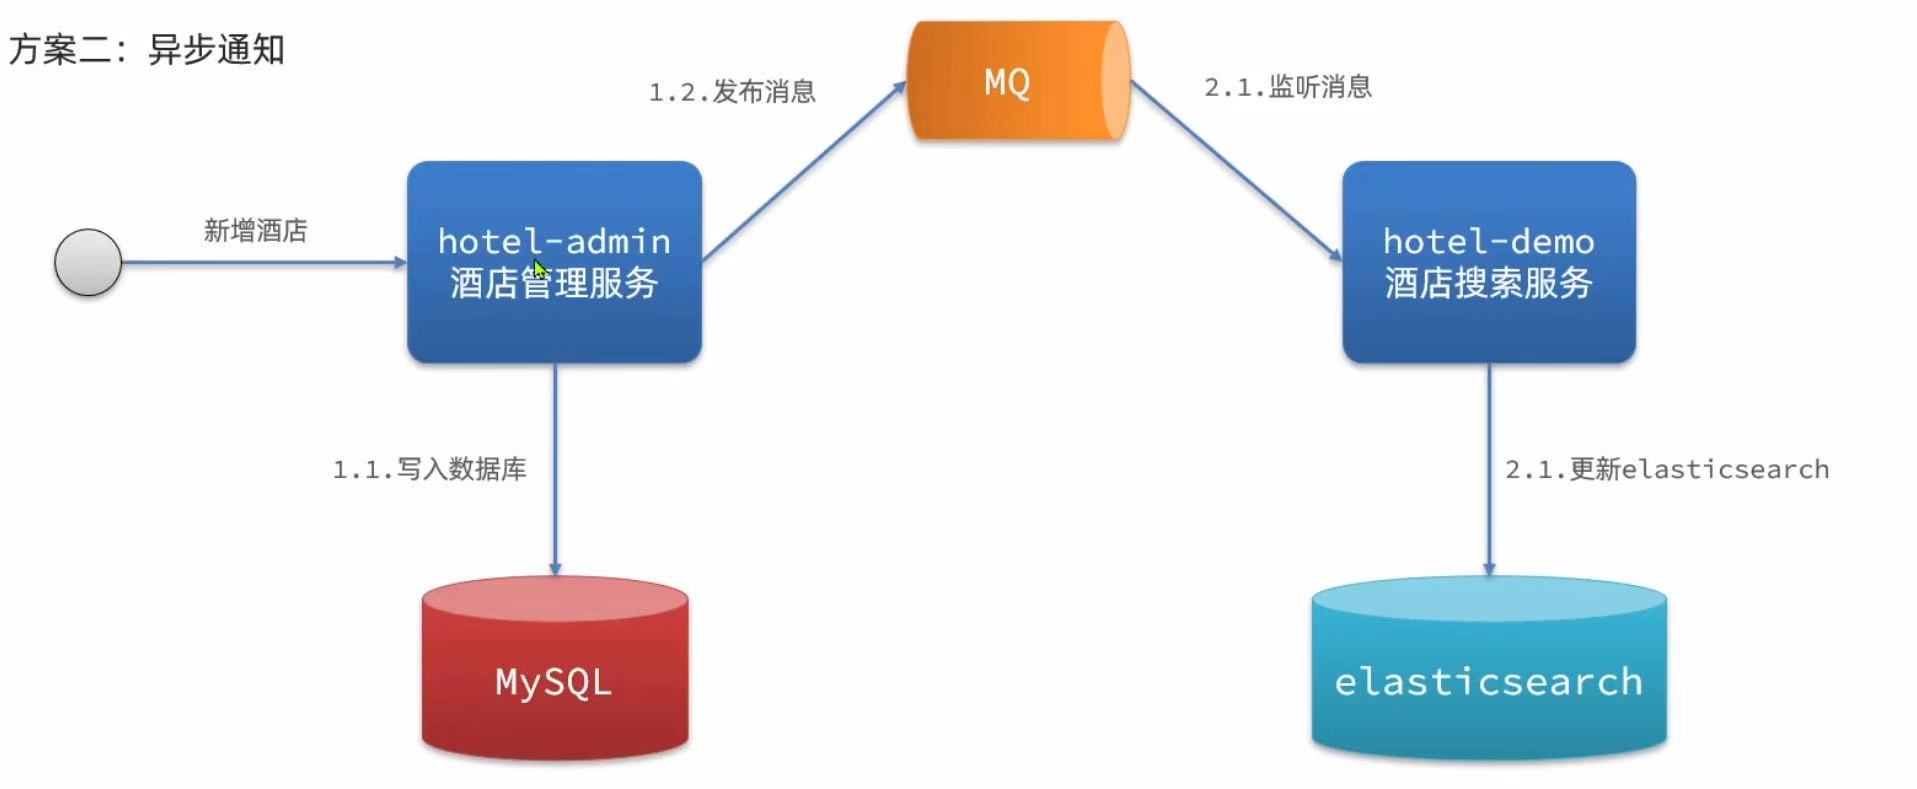 方案二：异步通知
MQ
1.2.发布消息
2.1.监听消息
新增酒店
hotel-admin
酒店管理服务
hotel-demo
酒店搜索服务
1.1.写入数据库
2.1.更新elasticsearch
MySQL
elasticsearch